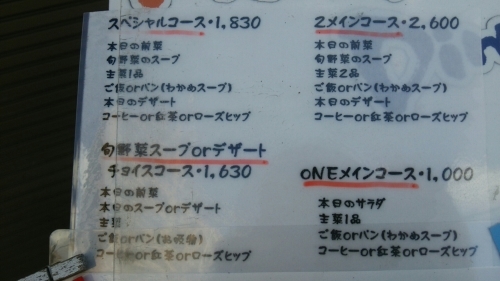 スペシャルコース・1,830
本日の前菜
旬野菜のスープ
主菜1品
ご飯orパン(わかめスープ)
本日のデザート
コーヒーor紅茶orローズヒップ
旬野菜スープorデザート
チョイスコース・1,630
本日の前菜
本日のスープorデザート
主菜
ご飯orパン
コーヒーor紅茶orローズヒップ
2メインコース・2,600
本日の前菜
旬野菜のスープ
主菜2品
ご飯orパン(わかめスープ)
本日のデザート
コーヒーor紅茶orローズヒップ
ONEメインコース・1,000
本日のサラダ
主菜1品
ご飯orパン(わかめスープ)
コーヒーor紅茶orローズヒップ